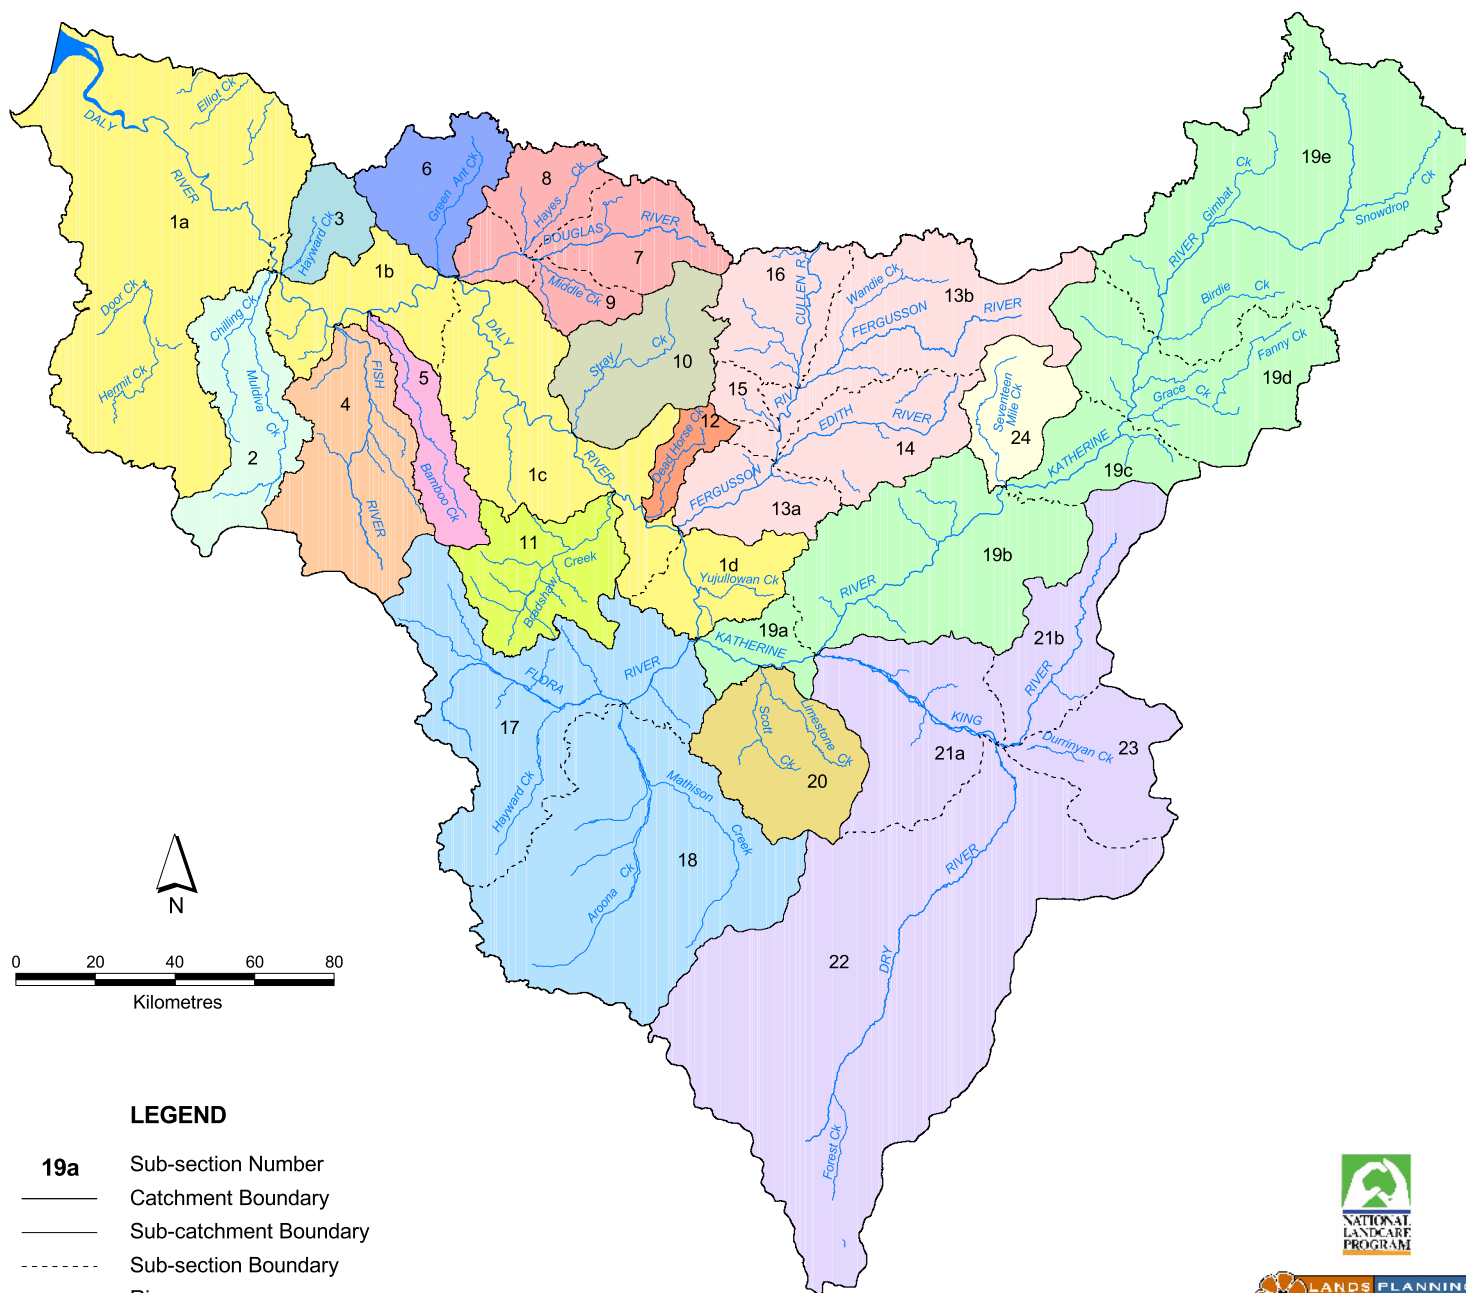 Elliot Ck
DALY
RIVER
1a
6
Green Ant Ck
8
Hayes Ck
DOUGLAS
RIVER
7
Middle Ck
9
3
Hayward Ck
1b
16
CULLEN R.
Wandie Ck
FERGUSSON
RIVER
13b
19e
Gimbat
Ck
RIVER
Snowdrop
Ck
Birdie Ck
Fanny Ck
19d
Grace
Ck
Door Ck
Chilling Ck
Hermit Ck
Muldiva
Ck
2
4
FISH
RIVER
5
Bamboo Ck
DALY
RIVER
1c
Stray
Ck
10
12
Dead Horse Ck
15
RIV
EDITH
RIVER
14
FERGUSSON
13a
Seventeen
Mile Ck
24
KATHERINE
19c
11
Creek
Bradshaw
1d
Yujullowan Ck
19b
RIVER
19a
KATHERINE
21b
RIVER
FLORA
RIVER
17
Hayward Ck
Scott
Ck
Limestone Ck
20
KING
21a
Durrinyan Ck
23
Mathison
Creek
18
Aroona Ck
RIVER
DRY
22
Forest Ck
N
0 20 40 60 80
Kilometres
LEGEND
19a Sub-section Number
Catchment Boundary
Sub-catchment Boundary
Sub-section Boundary
NATIONAL
LANDCARE
PROGRAM
LANDS PLANNING